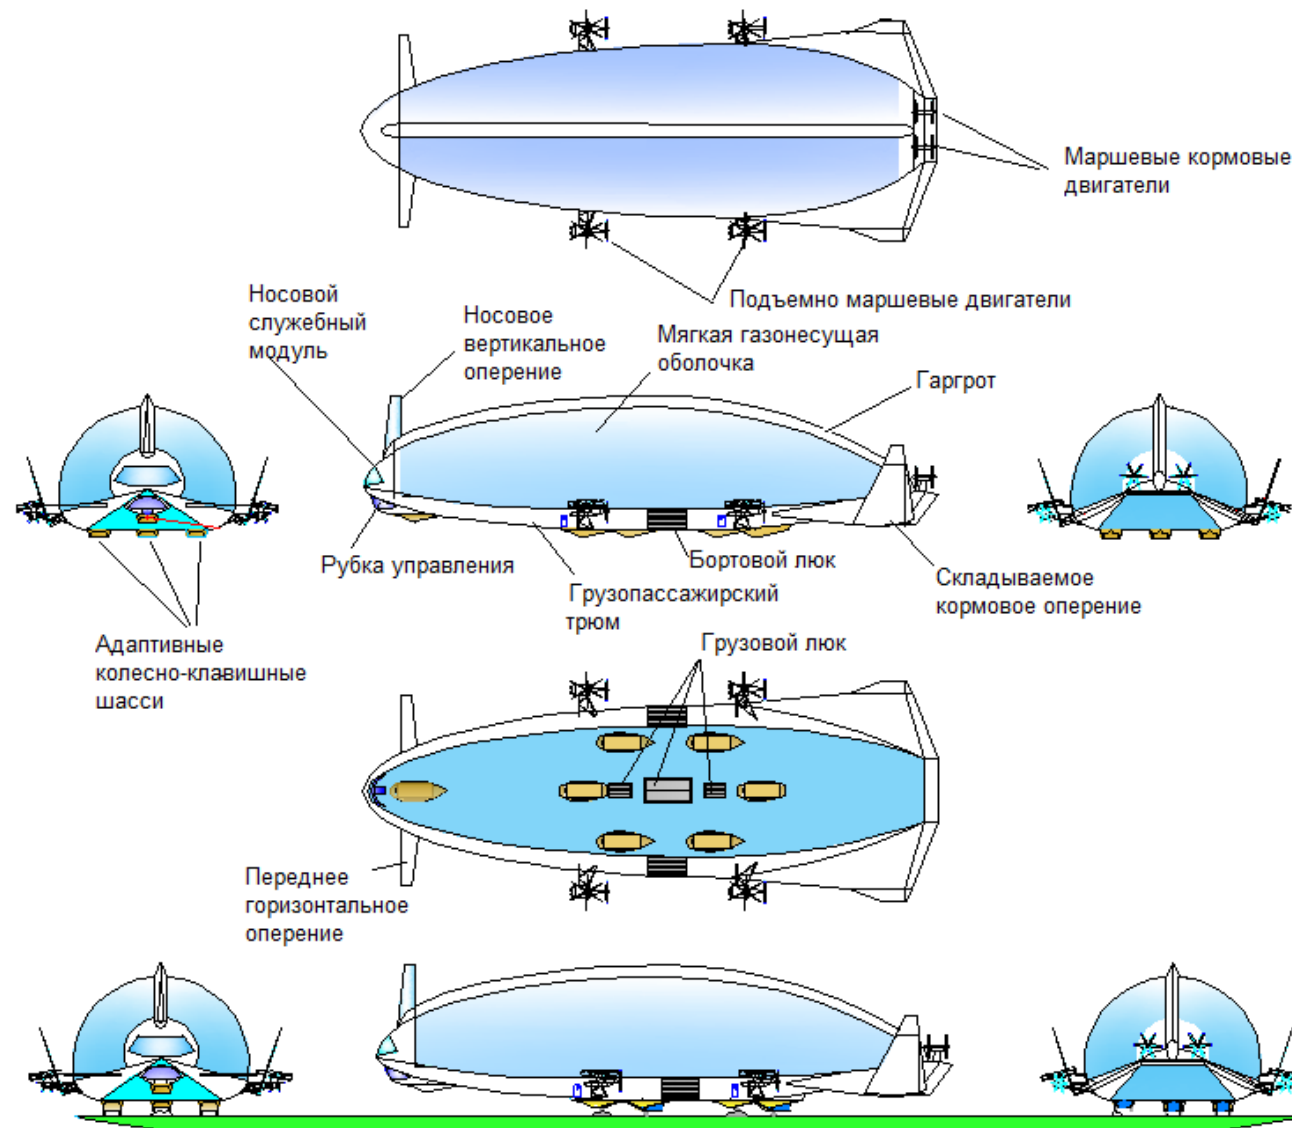 Маршевые кормовые
двигатели
Подъемно маршевые двигатели
Носовой
служебный
модуль
Носовое
вертикальное
оперение
Мягкая газонесущая
оболочка
Гаргрот
Рубка управления
Бортовой люк
Грузопассажирский
трюм
Складываемое
кормовое оперение
Адаптивные
колесно-клавишные
шасси
Грузовой люк
Переднее
горизонтальное
оперение